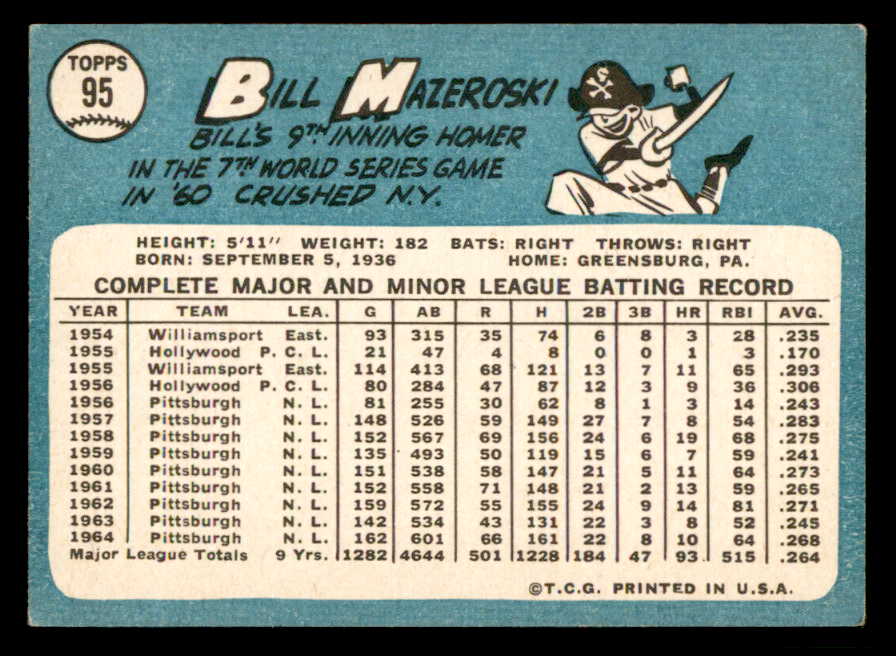 TOPPS
95
BILL MAZEROSKI
BILL'S 9TH INNING HOMER
IN THE 7TH WORLD SERIES GAME
IN '60 CRUSHED N.Y.
HEIGHT: 5'11" WEIGHT: 182 BATS: RIGHT THROWS: RIGHT
BORN: SEPTEMBER 5, 1936 HOME: GREENSBURG, PA.
COMPLETE MAJOR AND MINOR LEAGUE BATTING RECORD
YEAR TEAM LEA. G AB R H 2B 3B HR RBI AVG.
1954 Williamsport East. 93 315 35 74 6 8 3 28 .235
1955 Hollywood P. C. L. 21 47 4 8 0 0 1 3 .170
1955 Williamsport East. 114 413 68 121 13 7 11 65 .293
1956 Hollywood P. C. L. 80 284 47 87 12 3 9 36 .306
1956 Pittsburgh N. L. 81 255 30 62 8 1 3 14 .243
1957 Pittsburgh N. L. 148 526 59 149 27 7 8 54 .283
1958 Pittsburgh N. L. 152 567 69 156 24 6 19 68 .275
1959 Pittsburgh N. L. 135 493 50 119 15 6 7 59 .241
1960 Pittsburgh N. L. 151 538 58 147 21 5 11 64 .273
1961 Pittsburgh N. L. 152 558 71 148 21 2 13 59 .265
1962 Pittsburgh N. L. 159 572 55 155 24 9 14 81 .271
1963 Pittsburgh N. L. 142 534 43 131 22 3 8 52 .245
1964 Pittsburgh N. L. 162 601 66 161 22 8 10 64 .268
Major League Totals 9 Yrs. 1282 4644 501 1228 184 47 93 515 .264
©T.C.G. PRINTED IN U.S.A.